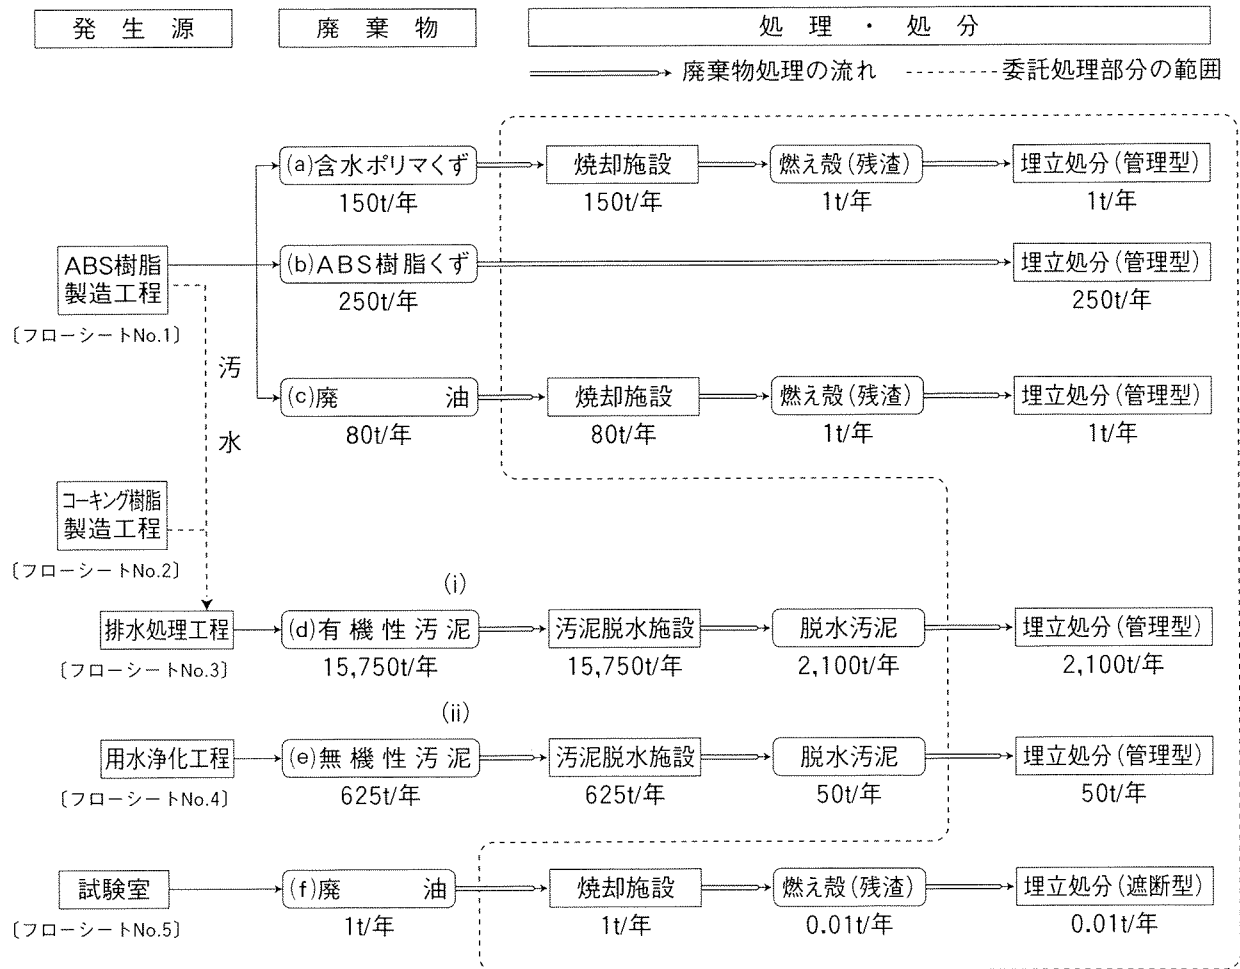 発生源
廃棄物
処理・処分
廃棄物処理の流れ
委託処理部分の範囲
(a)含水ポリマくず
150t/年
焼却施設
150t/年
燃え殻(残渣)
1t/年
埋立処分(管理型)
1t/年
ABS樹脂
製造工程
〔フローシートNo.1〕
(b)ABS樹脂くず
250t/年
埋立処分(管理型)
250t/年
汚水
(c)廃油
80t/年
焼却施設
80t/年
燃え殻(残渣)
1t/年
埋立処分(管理型)
1t/年
コーキング樹脂
製造工程
〔フローシートNo.2〕
(i)
排水処理工程
〔フローシートNo.3〕
(d)有機性汚泥
15,750t/年
汚泥脱水施設
15,750t/年
脱水汚泥
2,100t/年
埋立処分(管理型)
2,100t/年
(ii)
用水浄化工程
〔フローシートNo.4〕
(e)無機性汚泥
625t/年
汚泥脱水施設
625t/年
脱水汚泥
50t/年
埋立処分(管理型)
50t/年
試験室
〔フローシートNo.5〕
(f)廃油
1t/年
焼却施設
1t/年
燃え殻(残渣)
0.01t/年
埋立処分(遮断型)
0.01t/年